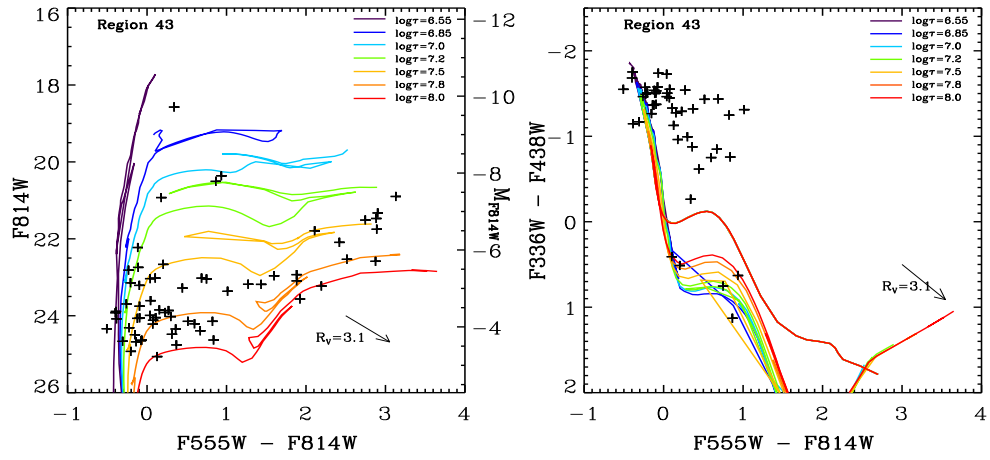 Region 43
logτ=6.55
logτ=6.85
logτ=7.0
logτ=7.2
logτ=7.5
logτ=7.8
logτ=8.0
16
18
20
22
24
26
F814W
−12
−10
−8
−6
−4
M_F814W
R_V=3.1
−1 0 1 2 3 4
F555W − F814W
Region 43
logτ=6.55
logτ=6.85
logτ=7.0
logτ=7.2
logτ=7.5
logτ=7.8
logτ=8.0
−2
−1
0
1
2
F336W − F438W
R_V=3.1
−1 0 1 2 3 4
F555W − F814W